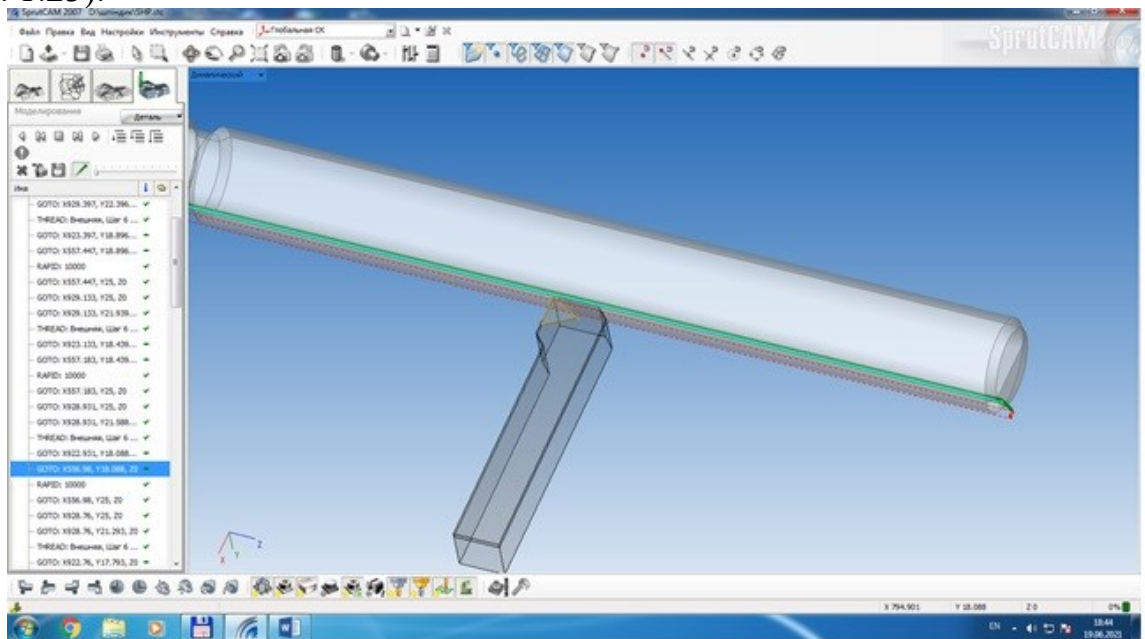 SprutCAM 2007 D:\шпиндик\SHP.stc
Файл Правка Вид Настройки Инструменты Справка Глобальная СК
SprutCAM
Динамический
Моделирование
Деталь
Имя
GOTO: X929.397, Y22.396...
THREAD: Внешняя, Шаг 6 ...
GOTO: X923.397, Y18.896...
GOTO: X557.447, Y18.896...
RAPID: 10000
GOTO: X557.447, Y25, Z0
GOTO: X929.133, Y25, Z0
GOTO: X929.133, Y21.939...
THREAD: Внешняя, Шаг 6 ...
GOTO: X923.133, Y18.439...
GOTO: X557.183, Y18.439...
RAPID: 10000
GOTO: X557.183, Y25, Z0
GOTO: X928.931, Y25, Z0
GOTO: X928.931, Y21.588...
THREAD: Внешняя, Шаг 6 ...
GOTO: X922.931, Y18.088...
GOTO: X556.98, Y18.088, Z0
RAPID: 10000
GOTO: X556.98, Y25, Z0
GOTO: X928.76, Y25, Z0
GOTO: X928.76, Y21.293, Z0
THREAD: Внешняя, Шаг 6 ...
GOTO: X922.76, Y17.793, Z0
X Y Z
X 794.901 Y 18.088 Z 0 0%
EN 18:44
19.06.2021